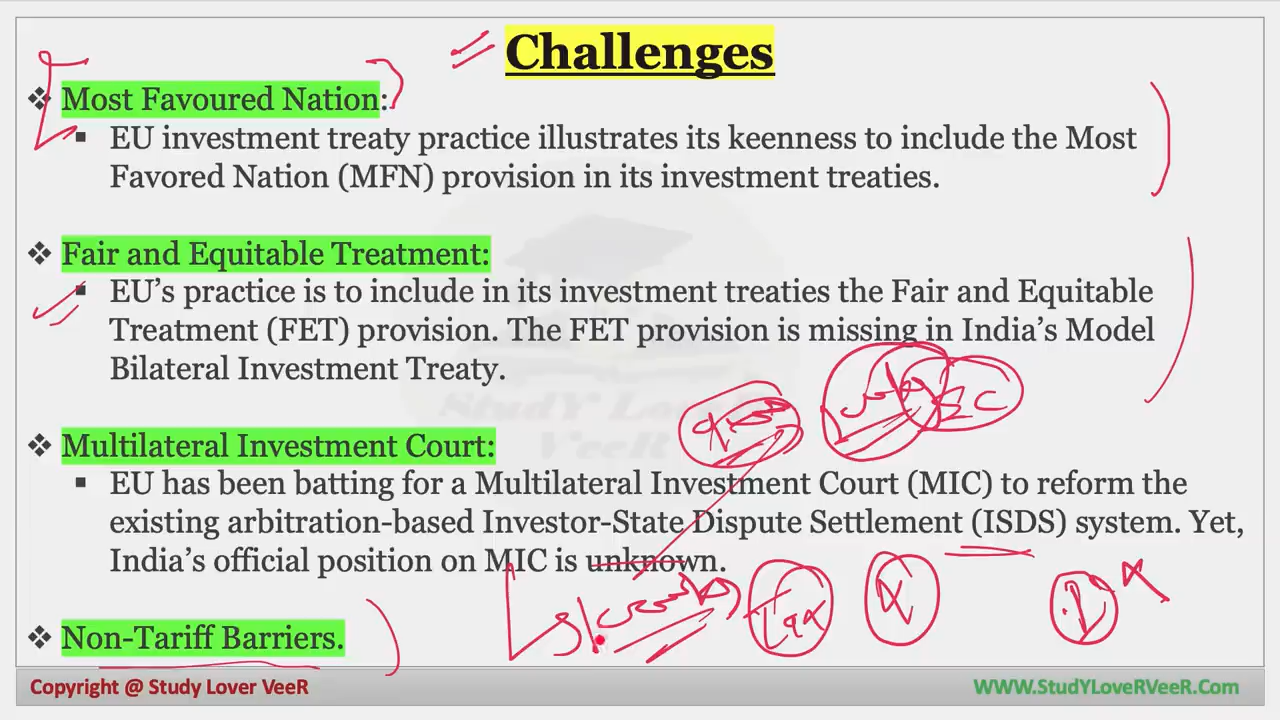 Challenges
❖ Most Favoured Nation:
▪ EU investment treaty practice illustrates its keenness to include the Most
Favored Nation (MFN) provision in its investment treaties.
❖ Fair and Equitable Treatment:
▪ EU’s practice is to include in its investment treaties the Fair and Equitable
Treatment (FET) provision. The FET provision is missing in India’s Model
Bilateral Investment Treaty.
StudY Lover
VeeR
❖ Multilateral Investment Court:
▪ EU has been batting for a Multilateral Investment Court (MIC) to reform the
existing arbitration-based Investor-State Dispute Settlement (ISDS) system. Yet,
India’s official position on MIC is unknown.
Tax
❖ Non-Tariff Barriers.
Copyright @ Study Lover VeeR
WWW.StudYLoveRVeeR.Com